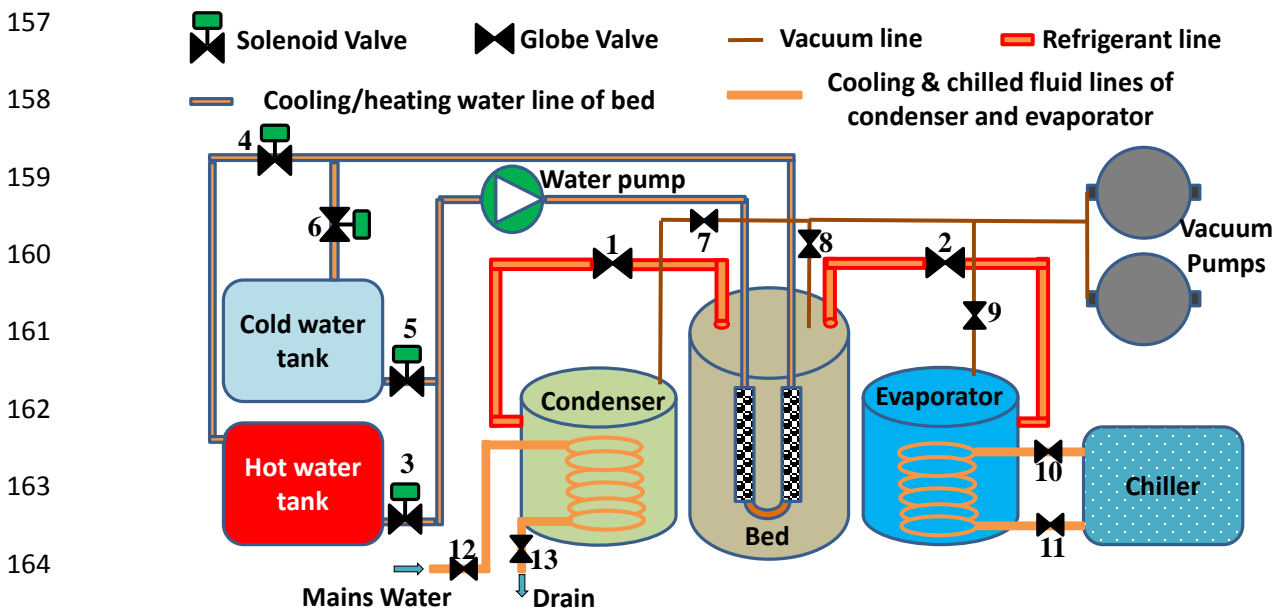 157
Solenoid Valve
Globe Valve
Vacuum line
Refrigerant line
158
Cooling/heating water line of bed
Cooling & chilled fluid lines of
condenser and evaporator
4
159
Water pump
6
7
8
1
2
160
Vacuum
Pumps
9
161
Cold water
tank
5
162
Condenser
Evaporator
3
10
163
Hot water
tank
Chiller
Bed
11
12
13
164
Mains Water
Drain